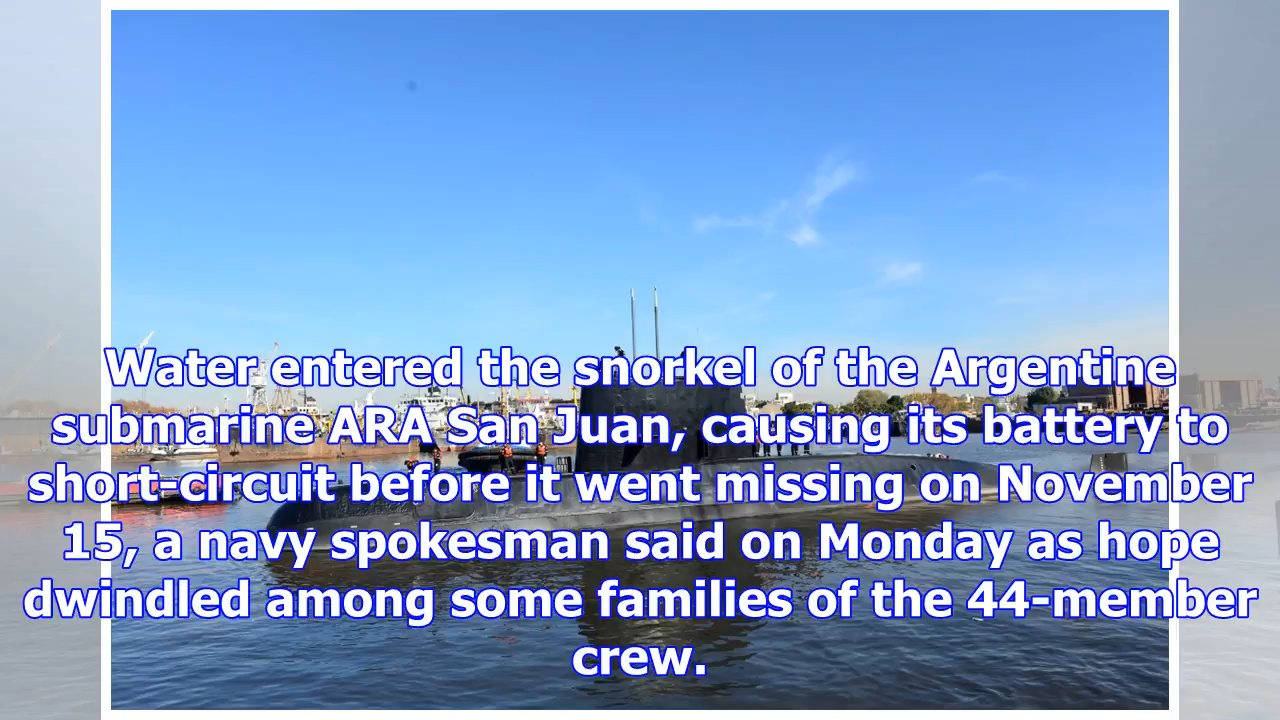 Water entered the snorkel of the Argentine
submarine ARA San Juan, causing its battery to
short-circuit before it went missing on November
15, a navy spokesman said on Monday as hope
dwindled among some families of the 44-member
crew.